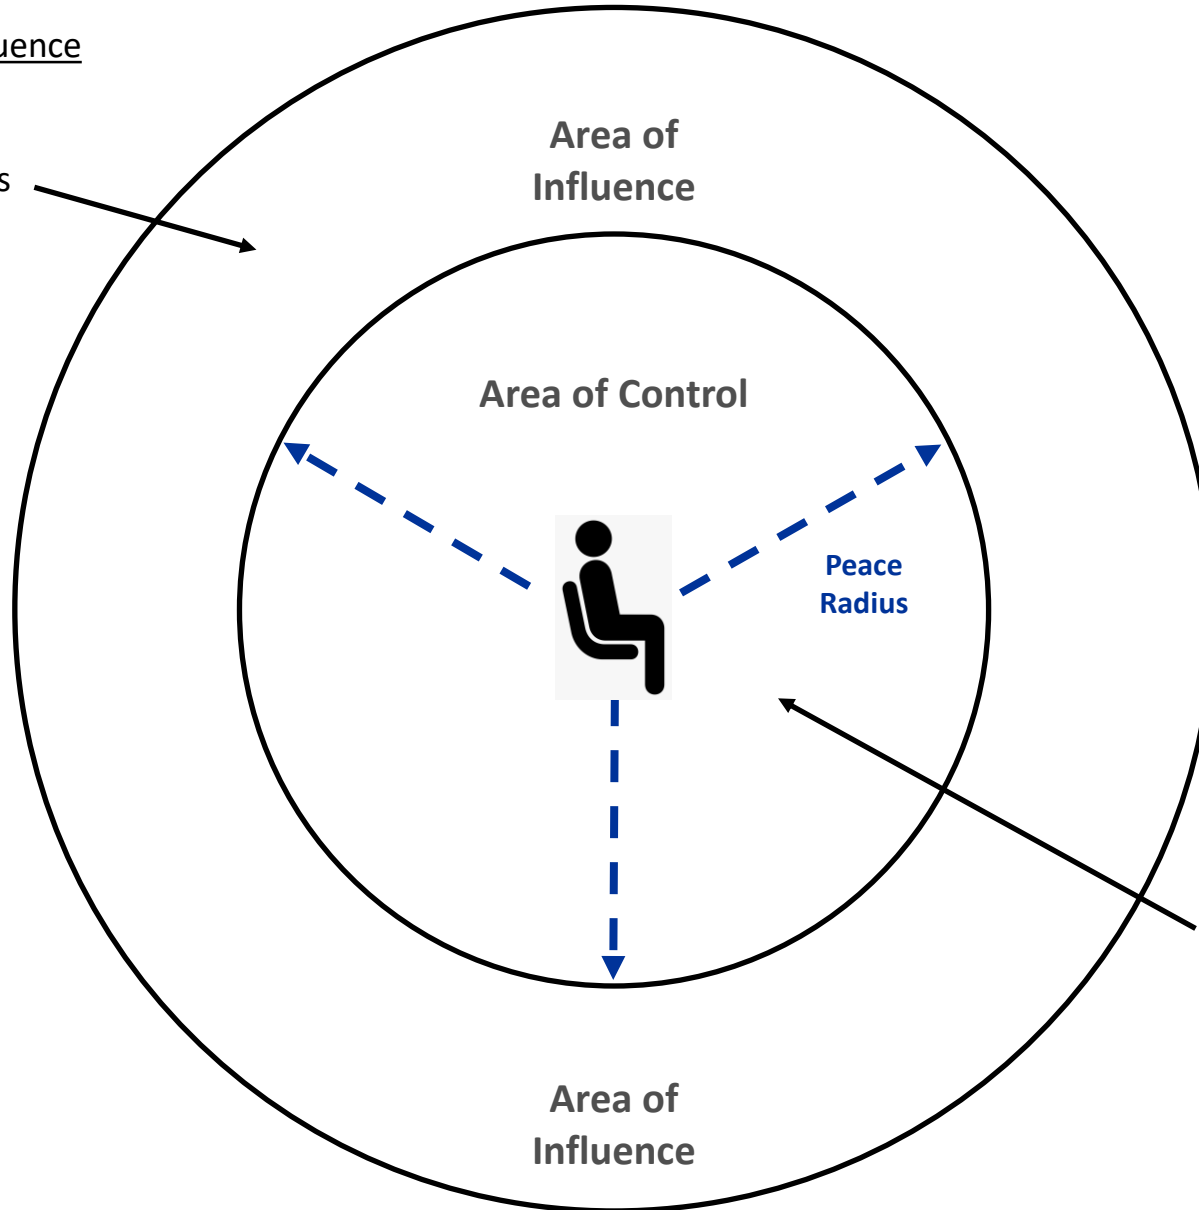 uence
s
Area of
Influence
Area of Control
Peace
Radius
Area of
Influence